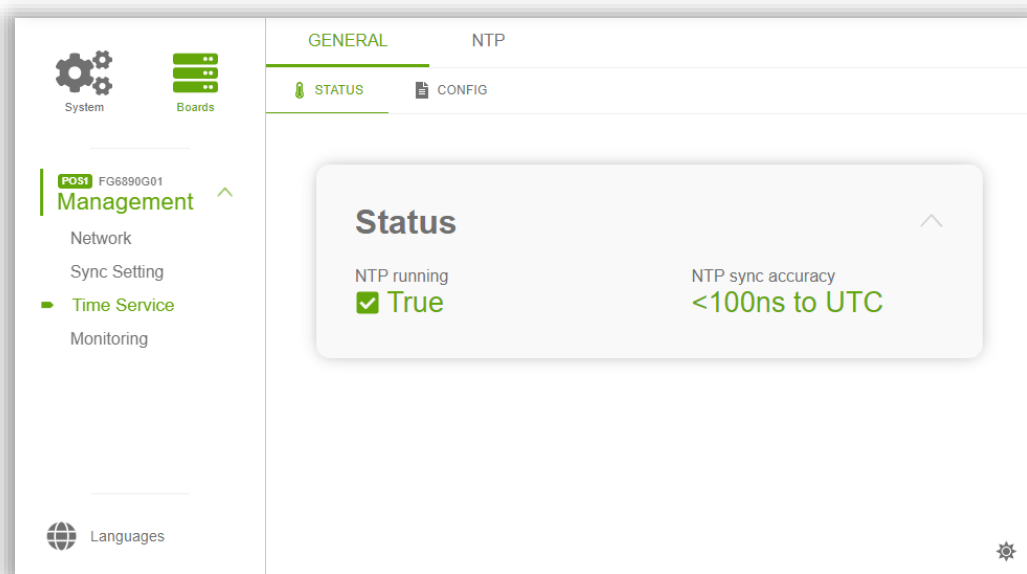 System
Boards
POS1 FG6890G01
Management
Network
Sync Setting
Time Service
Monitoring
Languages
GENERAL NTP
STATUS CONFIG
Status
NTP running
True
NTP sync accuracy
<100ns to UTC